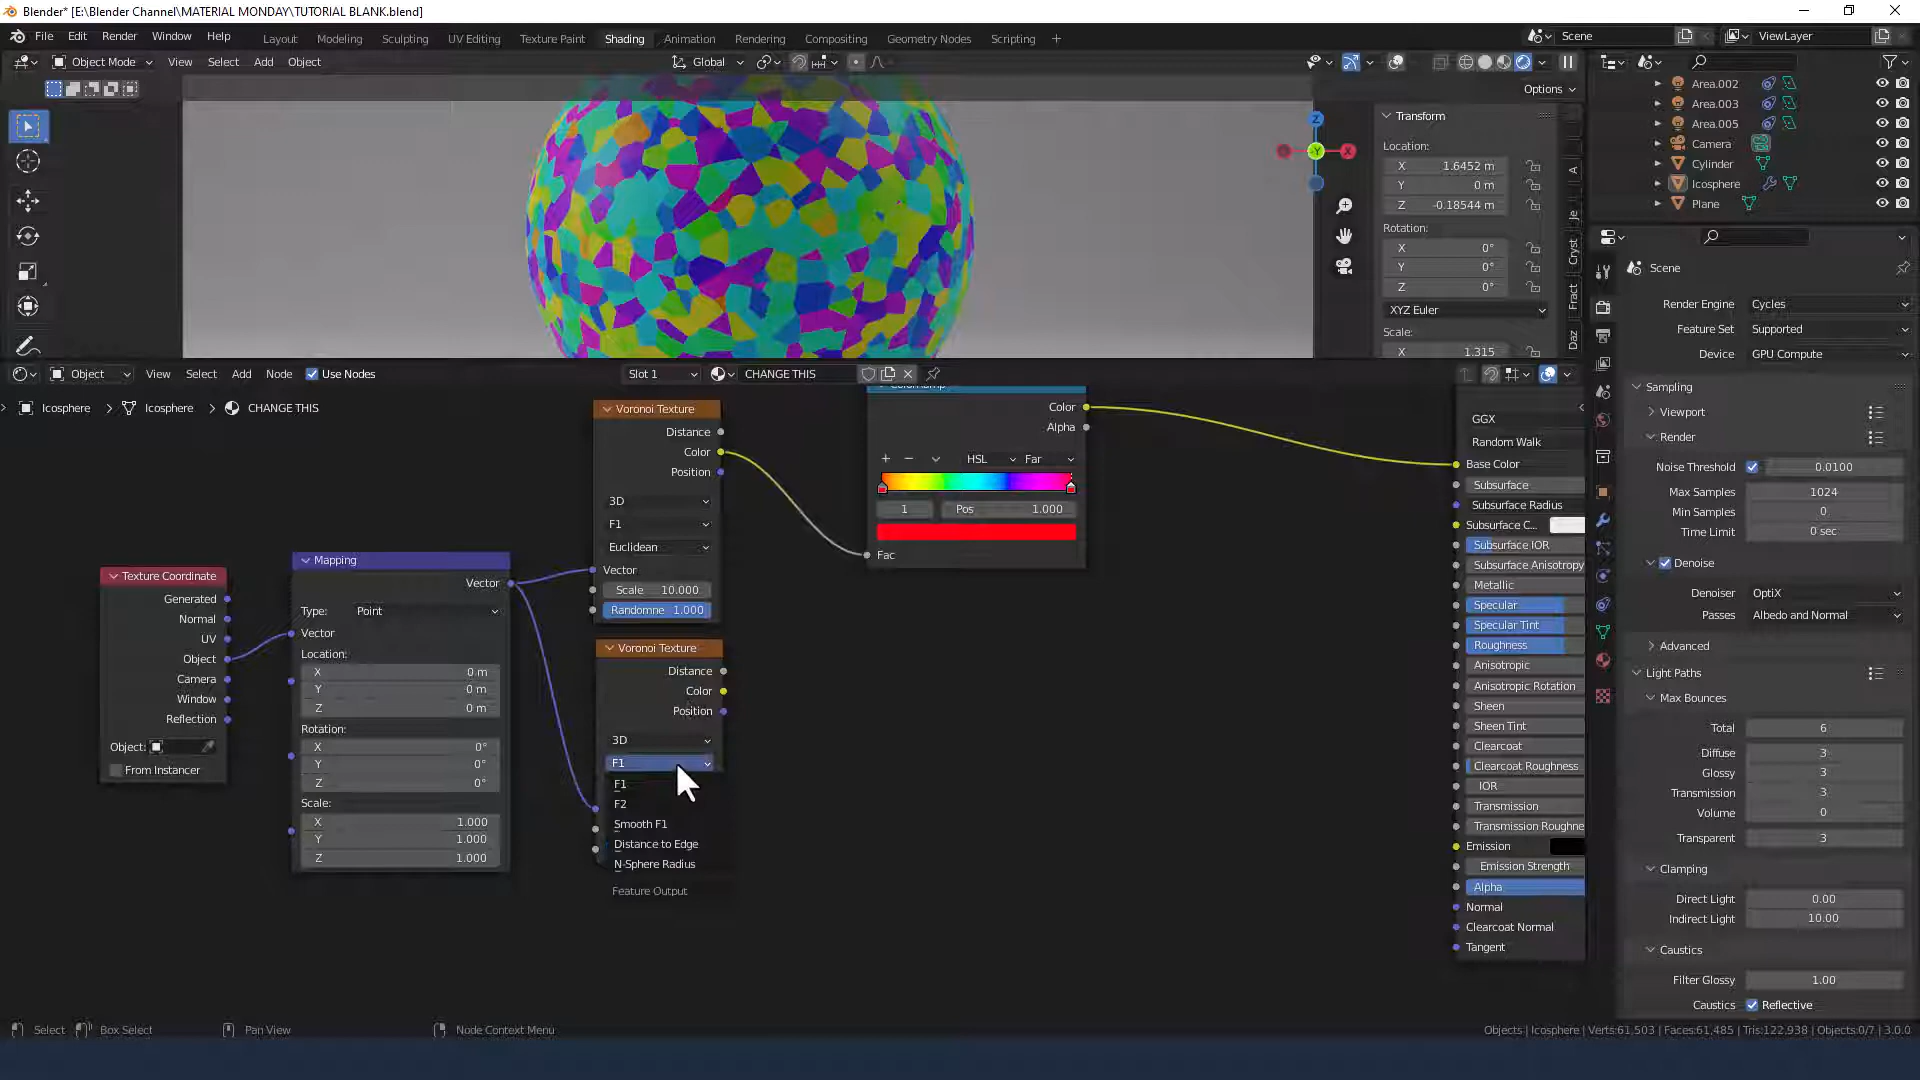 Blender* [E:\Blender Channel\MATERIAL MONDAY\TUTORIAL BLANK.blend]
File Edit Render Window Help Layout Modeling Sculpting UV Editing Texture Paint Shading Animation Rendering Compositing Geometry Nodes Scripting + Scene ViewLayer
Object Mode View Select Add Object Global
Options
Transform
Location:
X 1.6452 m
Y 0 m
Z -0.18544 m
Rotation:
X 0°
Y 0°
Z 0°
XYZ Euler
Scale:
X 1.315
A
Je
Cryst
Fract
Daz
Z
Y
X
Area.002
Area.003
Area.005
Camera
Cylinder
Icosphere
Plane
Object View Select Add Node Use Nodes Slot 1 CHANGE THIS
Icosphere > Icosphere > CHANGE THIS
Texture Coordinate
Generated
Normal
UV
Object
Camera
Window
Reflection
Object:
From Instancer
Mapping
Vector
Type: Point
Vector
Location:
X 0 m
Y 0 m
Z 0 m
Rotation:
X 0°
Y 0°
Z 0°
Scale:
X 1.000
Y 1.000
Z 1.000
Voronoi Texture
Distance
Color
Position
3D
F1
Euclidean
Vector
Scale 10.000
Randomne 1.000
Voronoi Texture
Distance
Color
Position
3D
F1
F1
F2
Smooth F1
Distance to Edge
N-Sphere Radius
Feature Output
Color
Alpha
+ − HSL Far
1 Pos 1.000
Fac
GGX
Random Walk
Base Color
Subsurface
Subsurface Radius
Subsurface C...
Subsurface IOR
Subsurface Anisotropy
Metallic
Specular
Specular Tint
Roughness
Anisotropic
Anisotropic Rotation
Sheen
Sheen Tint
Clearcoat
Clearcoat Roughness
IOR
Transmission
Transmission Roughne
Emission
Emission Strength
Alpha
Normal
Clearcoat Normal
Tangent
Scene
Render Engine Cycles
Feature Set Supported
Device GPU Compute
Sampling
Viewport
Render
Noise Threshold 0.0100
Max Samples 1024
Min Samples 0
Time Limit 0 sec
Denoise
Denoiser OptiX
Passes Albedo and Normal
Advanced
Light Paths
Max Bounces
Total 6
Diffuse 3
Glossy 3
Transmission 3
Volume 0
Transparent 3
Clamping
Direct Light 0.00
Indirect Light 10.00
Caustics
Filter Glossy 1.00
Caustics Reflective
Select Box Select Pan View Node Context Menu Objects | Icosphere | Verts:61,503 | Faces:61,485 | Tris:122,938 | Objects:0/7 | 3.0.0